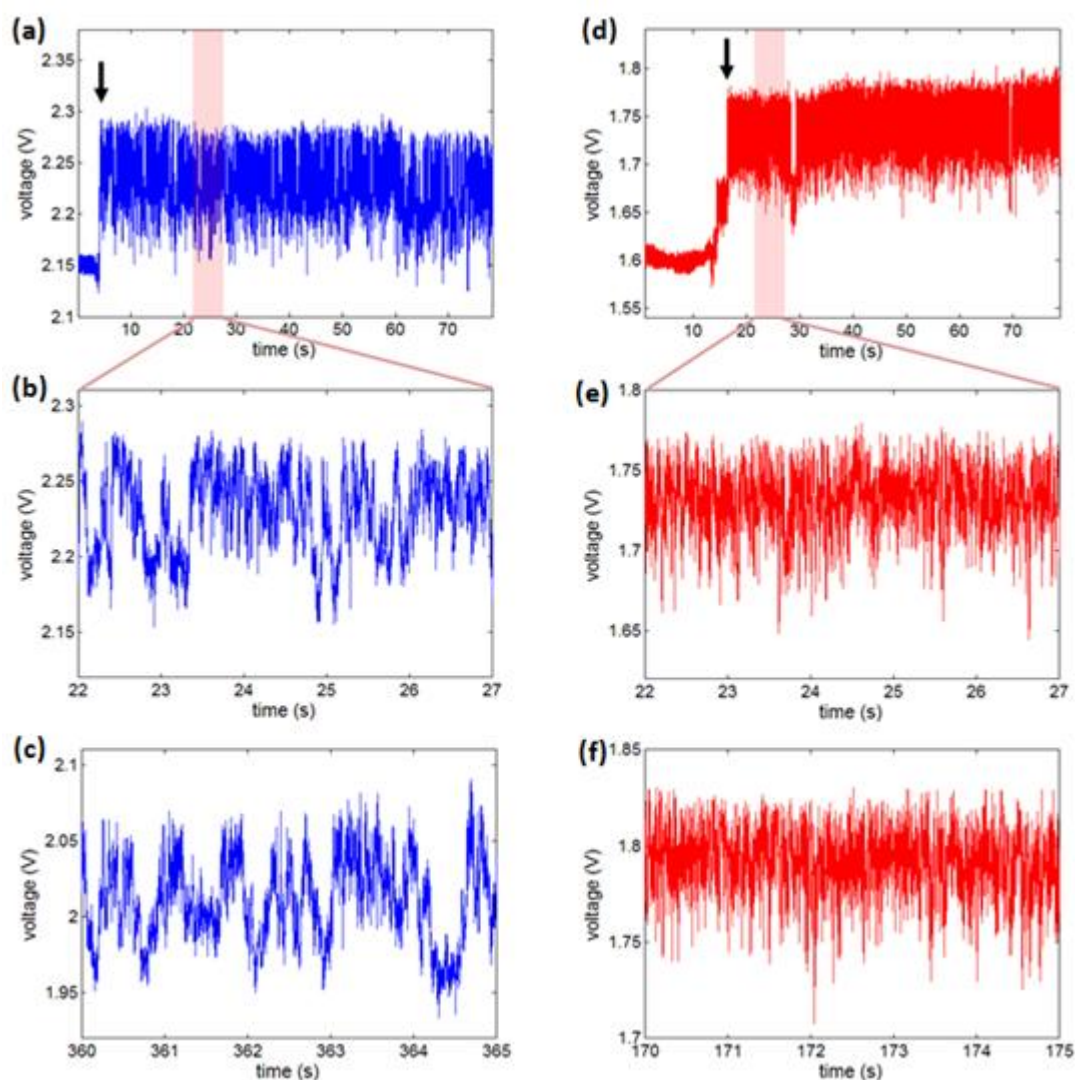 (a)
2.35
2.3
2.25
2.2
2.15
2.1
voltage (V)
10 20 30 40 50 60 70
time (s)
(d)
1.8
1.75
1.7
1.65
1.6
1.55
voltage (V)
10 20 30 40 50 60 70
time (s)
(b)
2.3
2.25
2.2
2.15
voltage (V)
22 23 24 25 26 27
time (s)
(e)
1.8
1.75
1.7
1.65
voltage (V)
22 23 24 25 26 27
time (s)
(c)
2.1
2.05
2
1.95
voltage (V)
360 361 362 363 364 365
time (s)
(f)
1.85
1.8
1.75
1.7
voltage (V)
170 171 172 173 174 175
time (s)